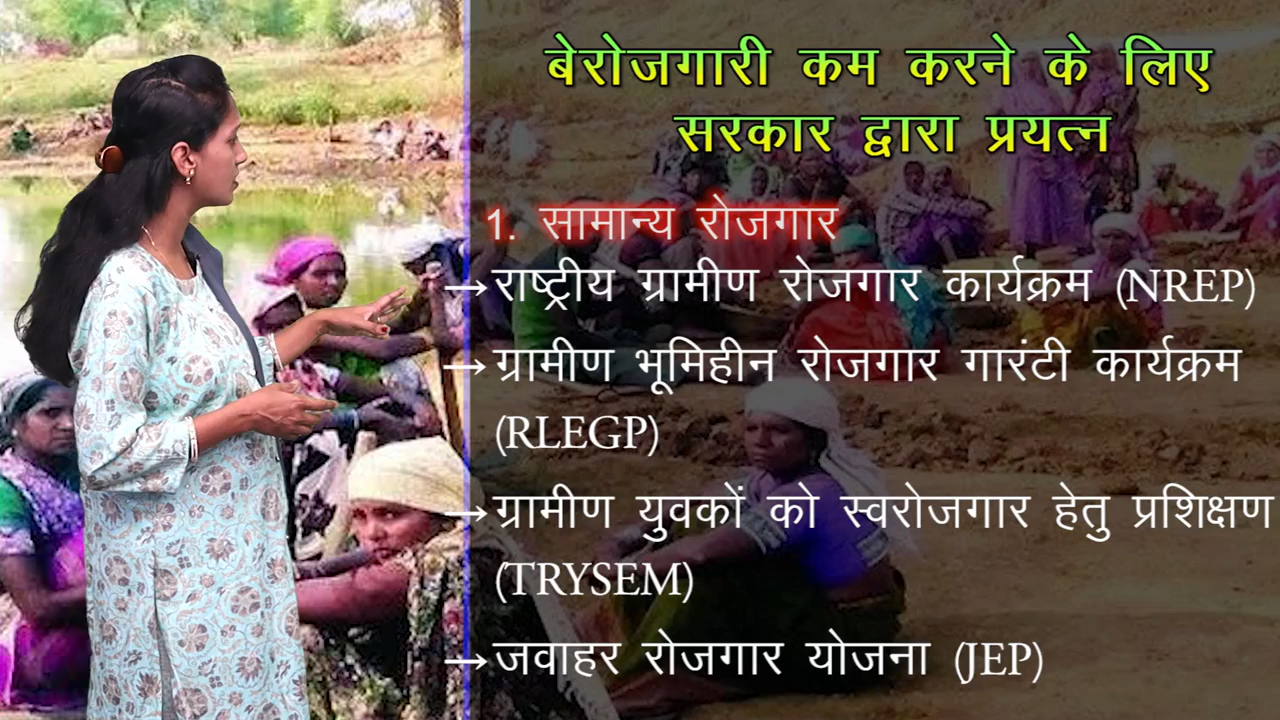 बेरोजगारी कम करने के लिए
सरकार द्वारा प्रयत्न
1. सामान्य रोजगार
→राष्ट्रीय ग्रामीण रोजगार कार्यक्रम (NREP)
→ग्रामीण भूमिहीन रोजगार गारंटी कार्यक्रम
(RLEGP)
→ग्रामीण युवकों को स्वरोजगार हेतु प्रशिक्षण
(TRYSEM)
→जवाहर रोजगार योजना (JEP)